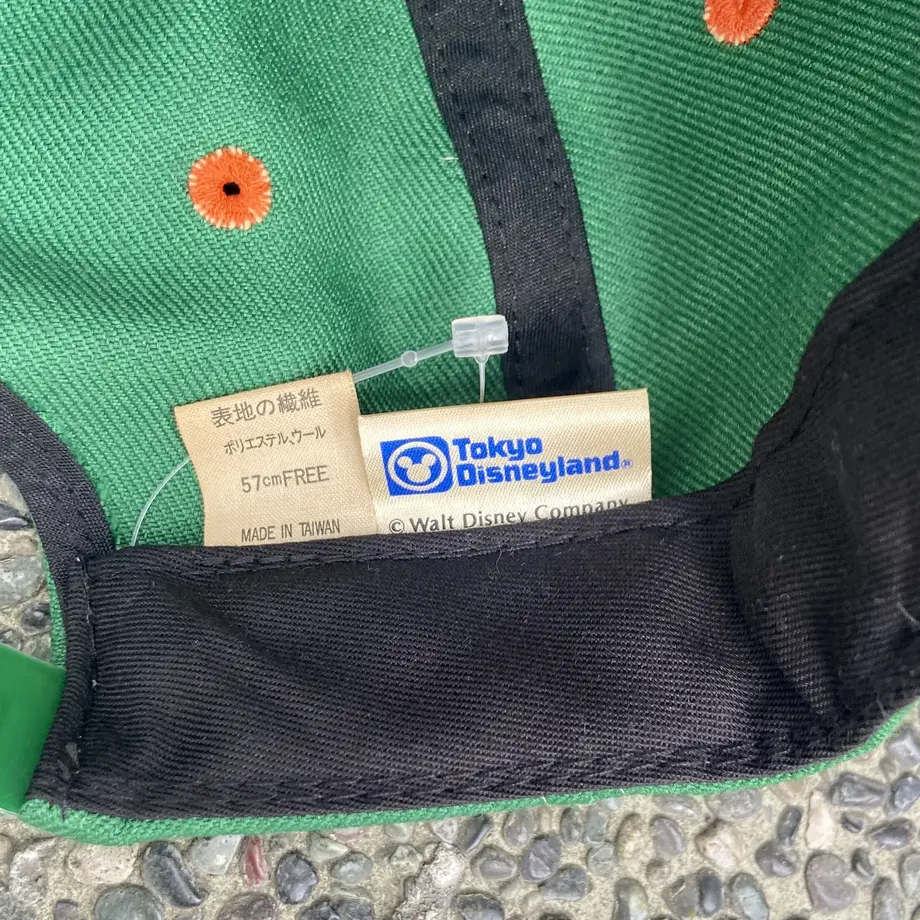 表地の繊維
ポリエステル、ウール
57cmFREE
MADE IN TAIWAN
Tokyo
Disneyland®
© Walt Disney Company